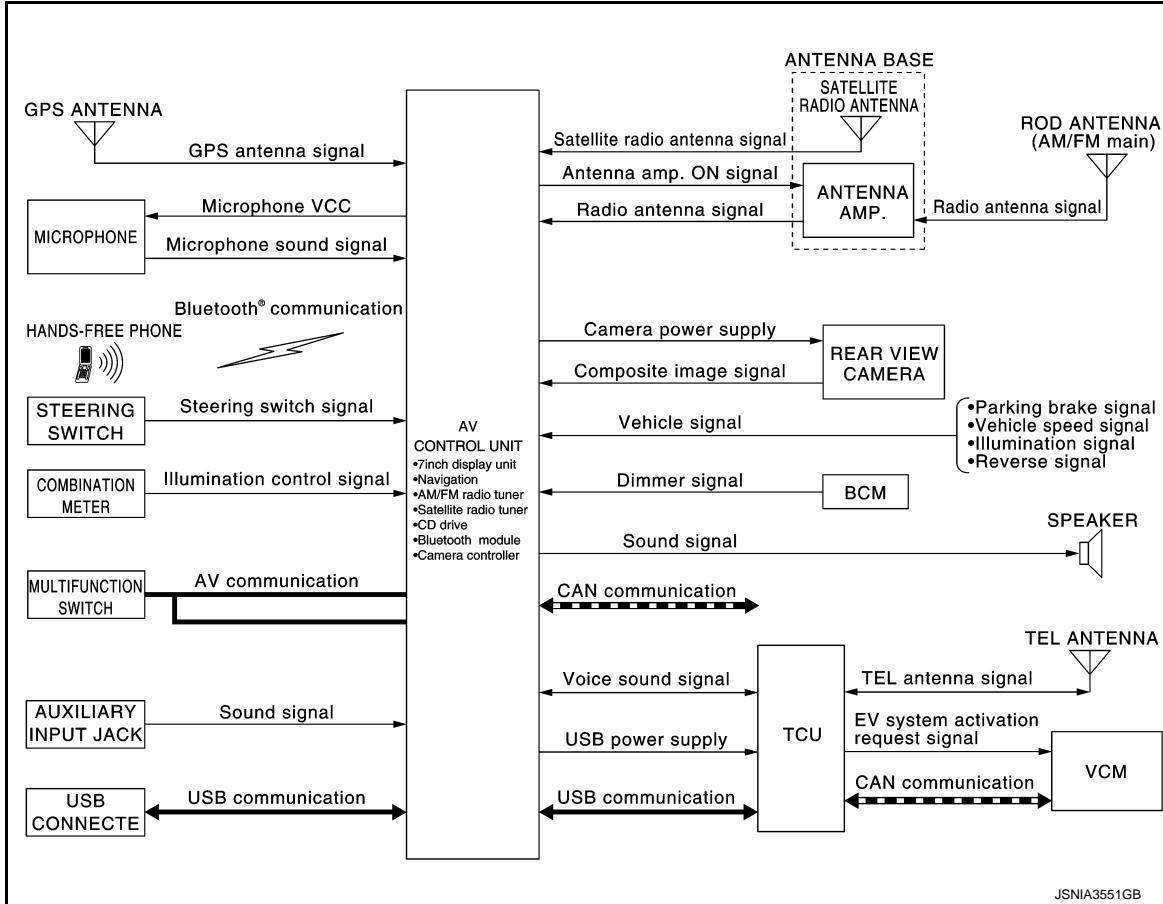 ANTENNA BASE
SATELLITE
RADIO ANTENNA
GPS ANTENNA
ROD ANTENNA
(AM/FM main)
GPS antenna signal
Satellite radio antenna signal
Antenna amp. ON signal
ANTENNA
AMP.
Radio antenna signal
Radio antenna signal
Microphone VCC
MICROPHONE
Microphone sound signal
Bluetooth® communication
HANDS-FREE PHONE
Camera power supply
REAR VIEW
CAMERA
Composite image signal
STEERING
SWITCH
Steering switch signal
AV
CONTROL UNIT
•7inch display unit
•Navigation
•AM/FM radio tuner
•Satellite radio tuner
•CD drive
•Bluetooth module
•Camera controller
Vehicle signal
•Parking brake signal
•Vehicle speed signal
•Illumination signal
•Reverse signal
COMBINATION
METER
Illumination control signal
Dimmer signal
BCM
SPEAKER
Sound signal
MULTIFUNCTION
SWITCH
AV communication
CAN communication
TEL ANTENNA
AUXILIARY
INPUT JACK
Sound signal
Voice sound signal
TCU
TEL antenna signal
USB power supply
EV system activation
request signal
VCM
CAN communication
USB
CONNECTE
USB communication
USB communication
JSNIA3551GB